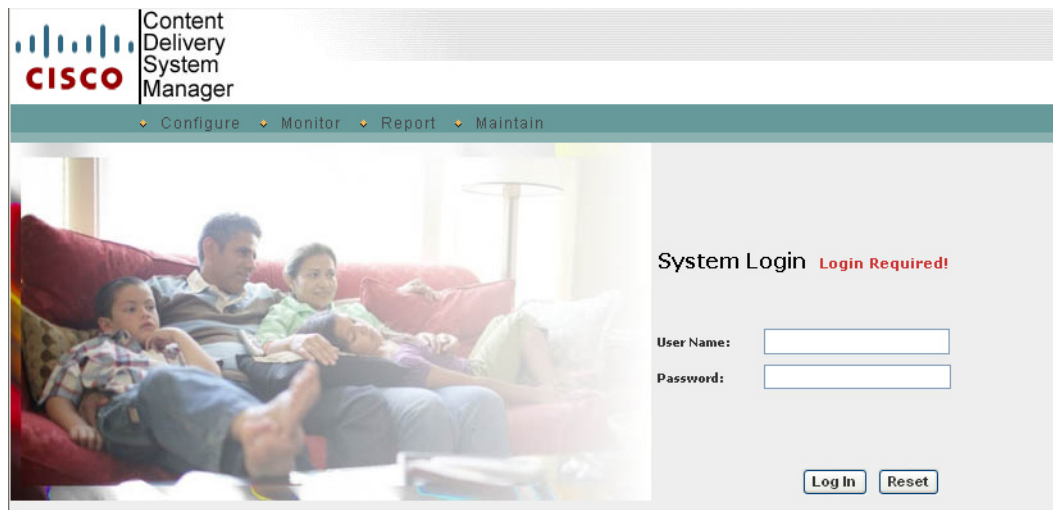 Content
Delivery
System
Manager
CISCO
Configure Monitor Report Maintain
System Login Login Required!
User Name:
Password:
Log In Reset